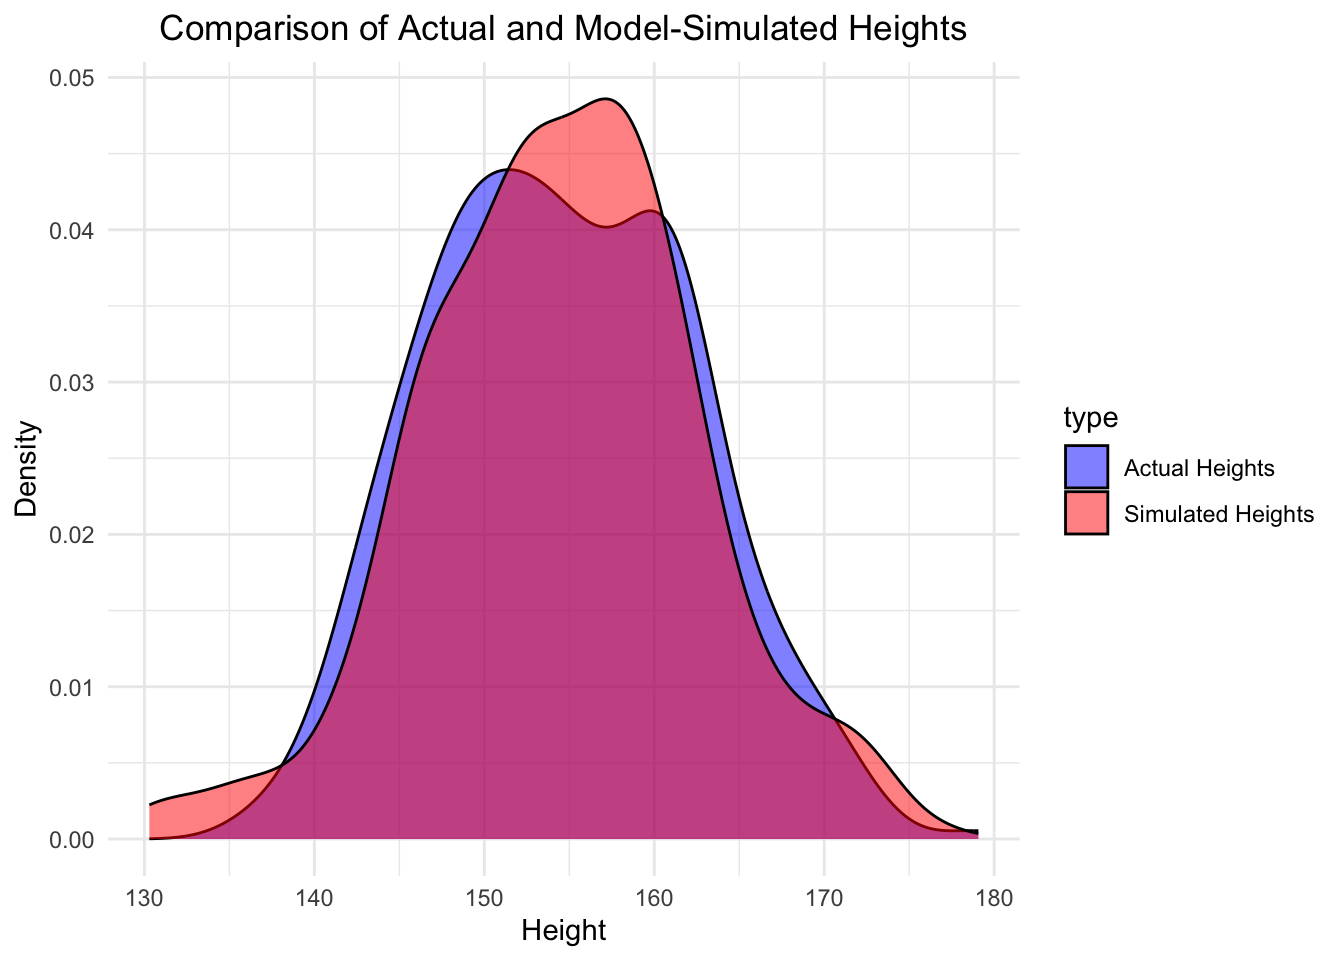 Comparison of Actual and Model-Simulated Heights
0.05
0.04
0.03
0.02
0.01
0.00
Density
130 140 150 160 170 180
Height
type
Actual Heights
Simulated Heights